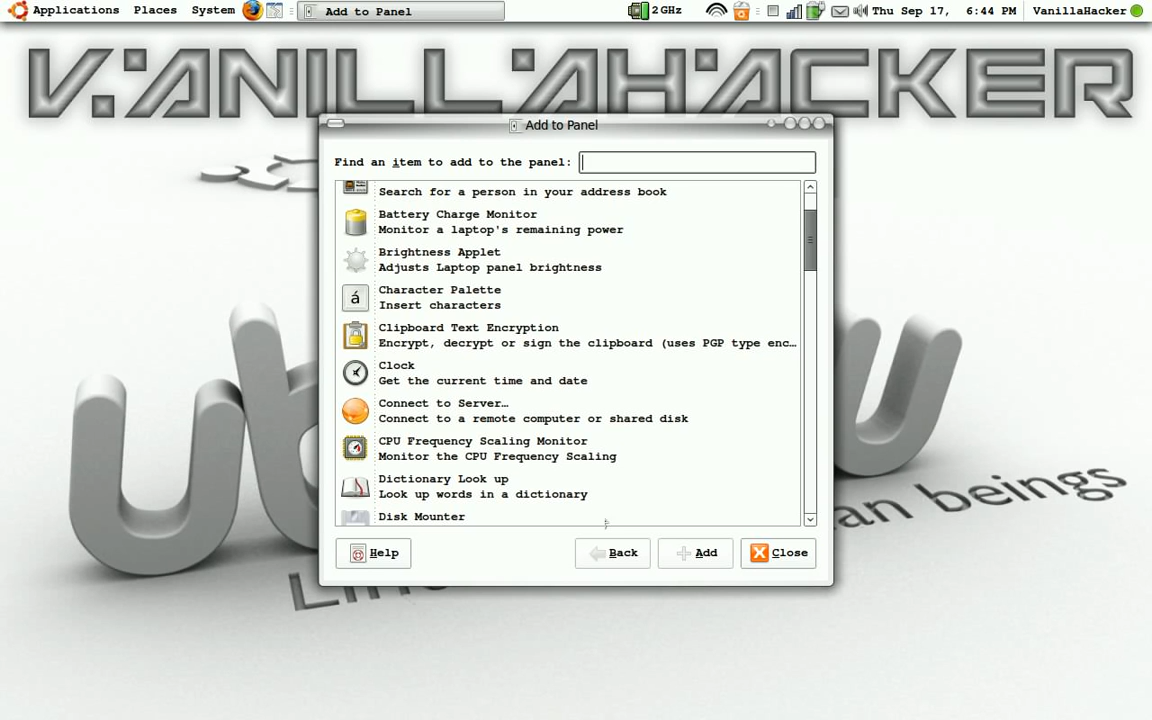 Applications Places System Add to Panel 2GHz Thu Sep 17, 6:44 PM VanillaHacker
VANILLAHACKER
Add to Panel
Find an item to add to the panel:
Search for a person in your address book
Battery Charge Monitor
Monitor a laptop's remaining power
Brightness Applet
Adjusts Laptop panel brightness
Character Palette
á
Insert characters
Clipboard Text Encryption
Encrypt, decrypt or sign the clipboard (uses PGP type enc…
Clock
Get the current time and date
Connect to Server…
Connect to a remote computer or shared disk
CPU Frequency Scaling Monitor
Monitor the CPU Frequency Scaling
Dictionary Look up
Look up words in a dictionary
Disk Mounter
Help Back Add Close
ub u
Lin an beings